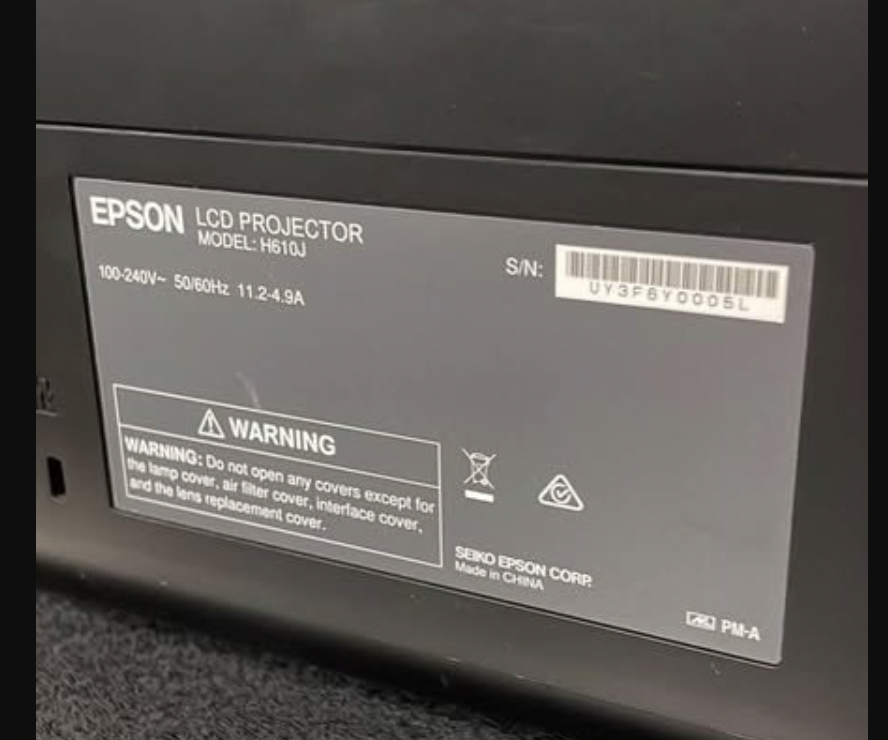 EPSON LCD PROJECTOR
MODEL: H610J
100-240V~ 50/60Hz 11.2-4.9A
S/N:
UY3F6Y0005L
WARNING
WARNING: Do not open any covers except for
the lamp cover, air filter cover, interface cover,
and the lens replacement cover.
SEIKO EPSON CORP.
Made in CHINA
PM-A